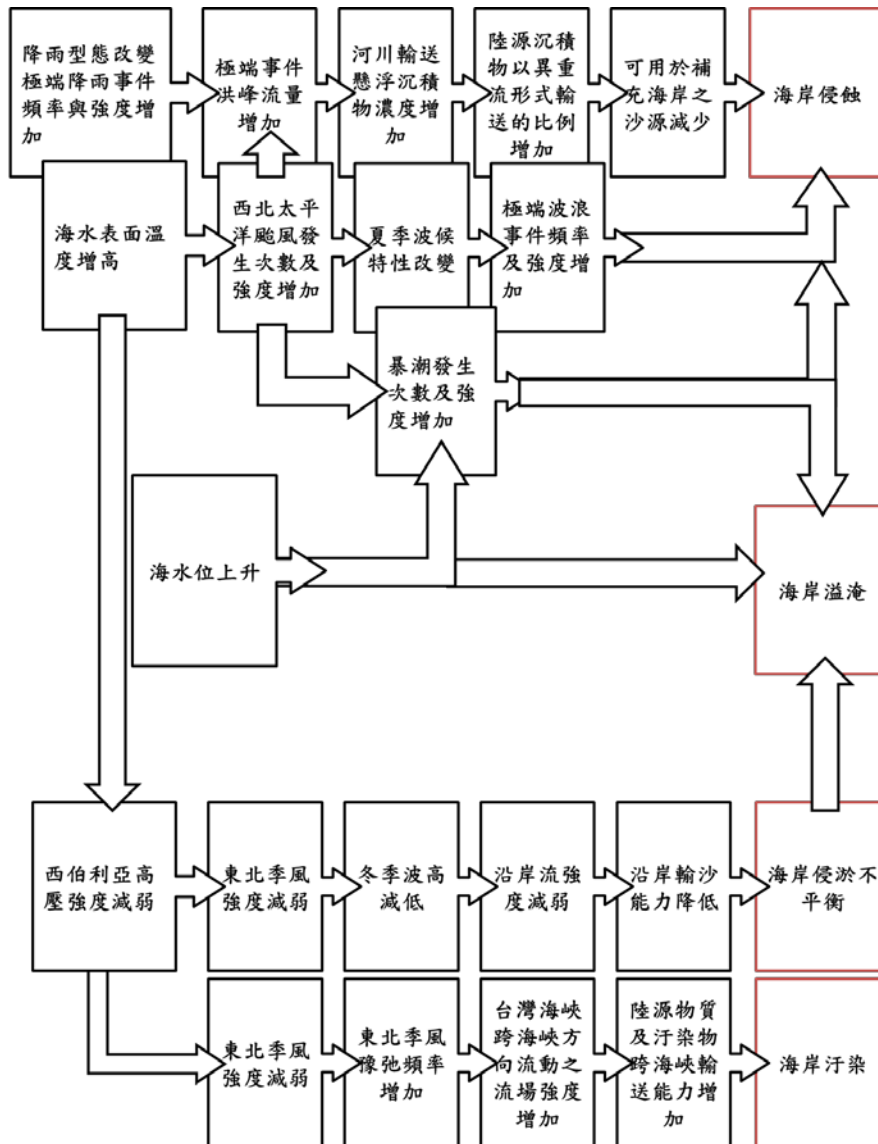 降雨型態改變
極端降雨事件
頻率與強度增
加
極端事件
洪峰流量
增加
河川輸送
懸浮沉積
物濃度增
加
陸源沉積
物以異重
流形式輸
送的比例
增加
可用於補
充海岸之
沙源減少
海岸侵蝕
海水表面溫
度增高
西北太平
洋颱風發
生次數及
強度增加
夏季波候
特性改變
極端波浪
事件頻率
及強度增
加
暴潮發生
次數及強
度增加
海水位上升
海岸溢淹
西伯利亞高
壓強度減弱
東北季風
強度減弱
冬季波高
減低
沿岸流強
度減弱
沿岸輸沙
能力降低
海岸侵淤不
平衡
東北季風
強度減弱
東北季風
豫弛頻率
增加
台灣海峽
跨海峽方
向流動之
流場強度
增加
陸源物質
及汙染物
跨海峽輸
送能力增
加
海岸汙染